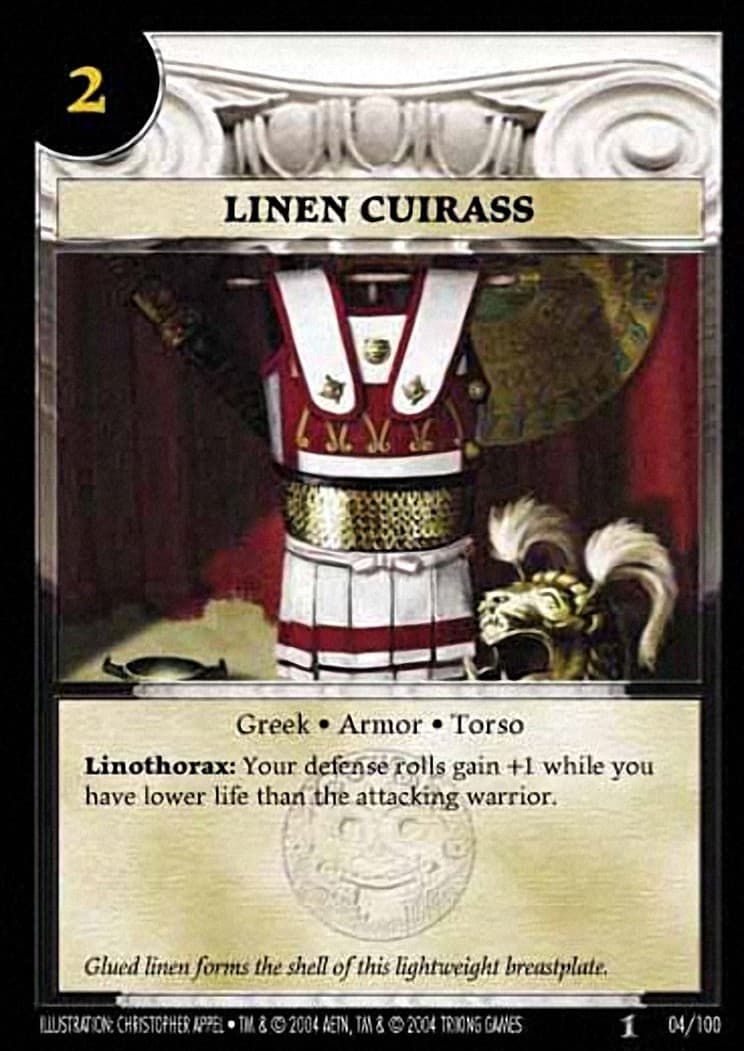 2
LINEN CUIRASS
Greek • Armor • Torso
Linothorax: Your defense rolls gain +1 while you
have lower life than the attacking warrior.
Glued linen forms the shell of this lightweight breastplate.
ILLUSTRATION: CHRISTOPHER APPEL • TM & © 2004 AETN, TM & © 2004 TRIKING GAMES 1 04/100